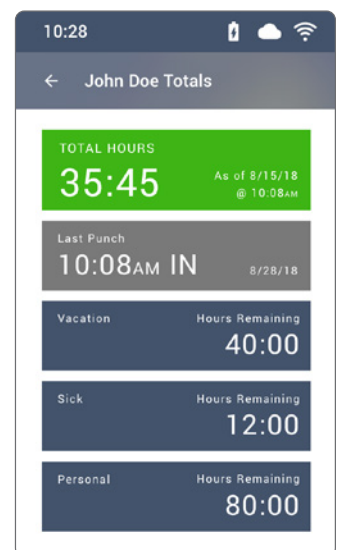 10:28
John Doe Totals
TOTAL HOURS
35:45
As of 8/15/18
@ 10:08AM
Last Punch
10:08AM IN
8/28/18
Vacation
Hours Remaining
40:00
Sick
Hours Remaining
12:00
Personal
Hours Remaining
80:00